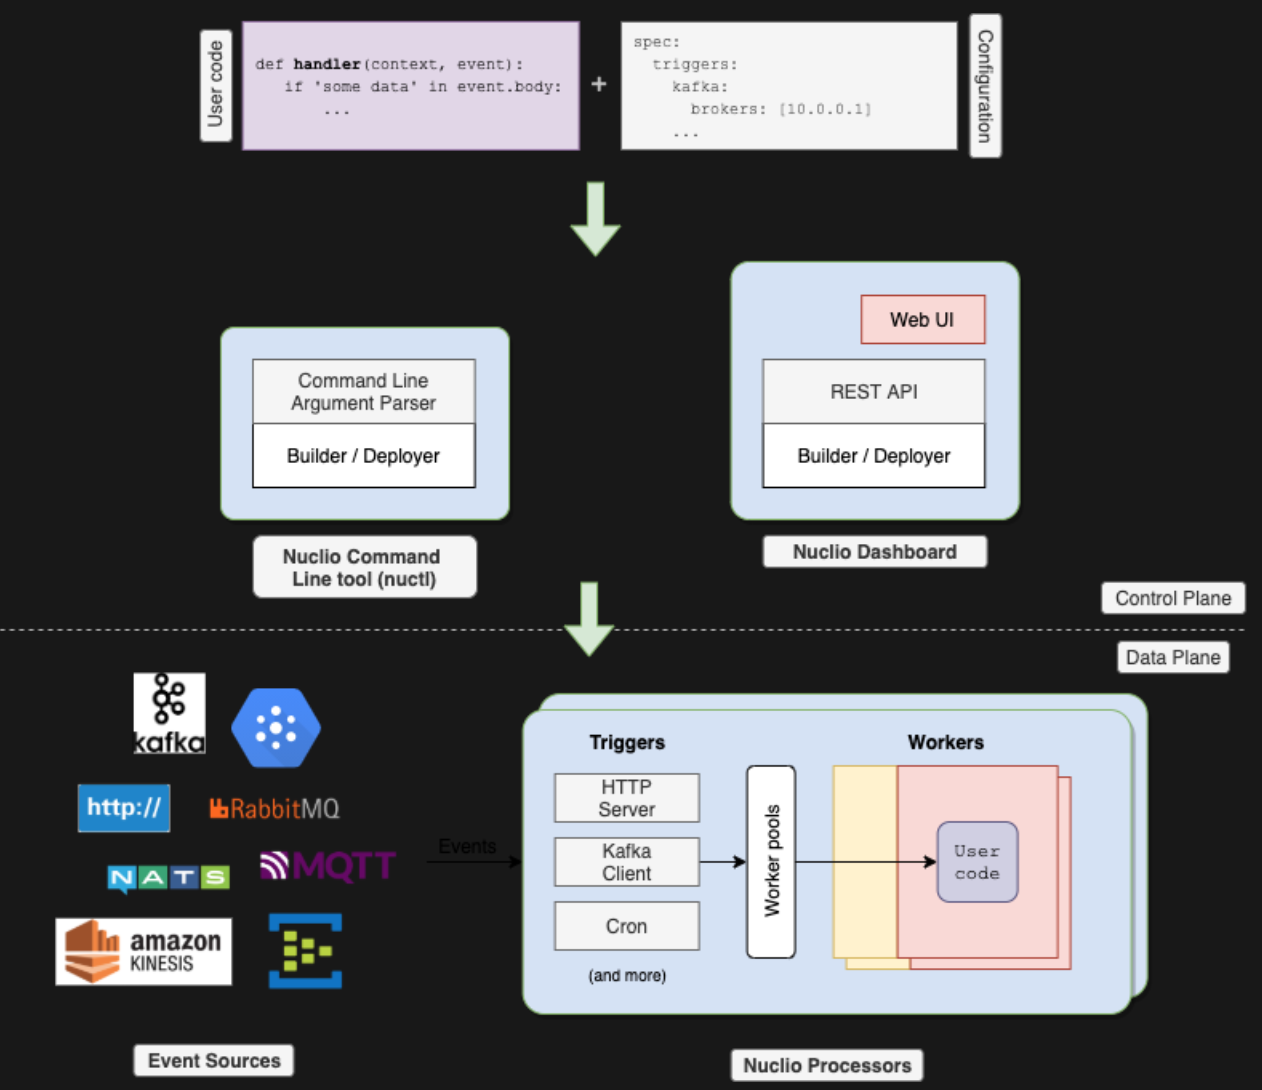 User code
def handler(context, event):
if 'some data' in event.body:
...
+
spec:
triggers:
kafka:
brokers: [10.0.0.1]
...
Configuration
Command Line
Argument Parser
Builder / Deployer
Nuclio Command
Line tool (nuctl)
Web UI
REST API
Builder / Deployer
Nuclio Dashboard
Control Plane
Data Plane
kafka
http://
RabbitMQ
NATS
MQTT
amazon
KINESIS
Event Sources
Events
Triggers
HTTP
Server
Kafka
Client
Cron
(and more)
Worker pools
Workers
User
code
Nuclio Processors